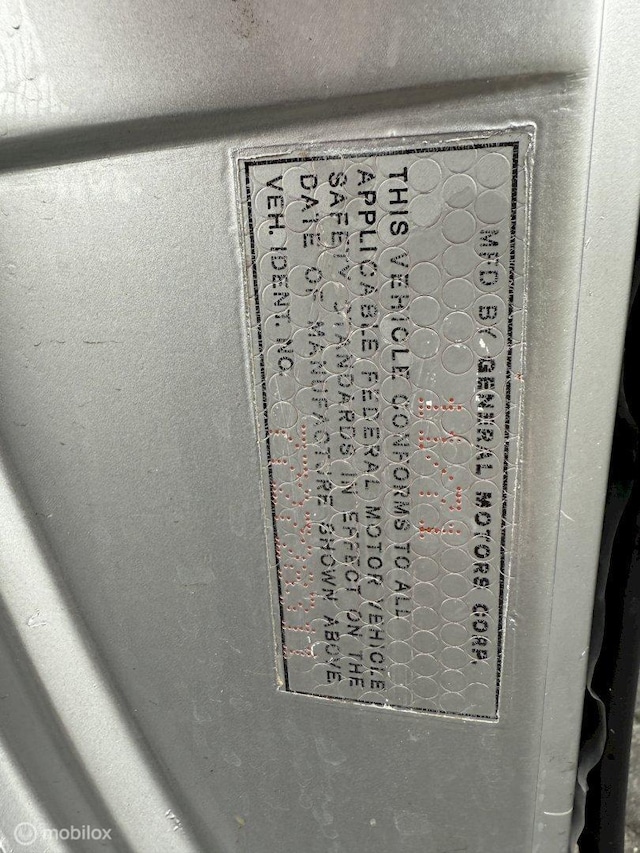 MFD BY GENERAL MOTORS CORP.
THIS VEHICLE CONFORMS TO ALL
APPLICABLE FEDERAL MOTOR VEHICLE
SAFETY STANDARDS IN EFFECT ON THE
DATE OF MANUFACTURE SHOWN ABOVE
VEH. IDENT. NO.
mobilox